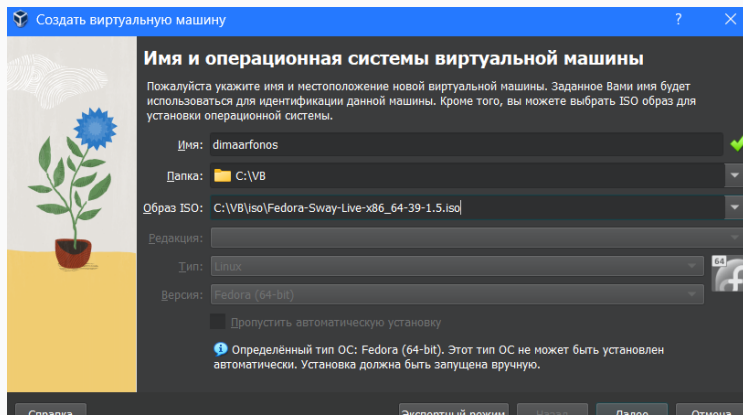 Создать виртуальную машину
?
Имя и операционная системы виртуальной машины
Пожалуйста укажите имя и местоположение новой виртуальной машины. Заданное Вами имя будет
использоваться для идентификации данной машины. Кроме того, вы можете выбрать ISO образ для
установки операционной системы.
Имя: dimaarfonos
Папка: C:\VB
Образ ISO: C:\VB\iso\Fedora-Sway-Live-x86_64-39-1.5.iso
Редакция:
Тип: Linux
64
Версия: Fedora (64-bit)
Пропустить автоматическую установку
Определённый тип ОС: Fedora (64-bit). Этот тип ОС не может быть установлен
автоматически. Установка должна быть запущена вручную.
Справка Экспертный режим Назад Далее Отмена